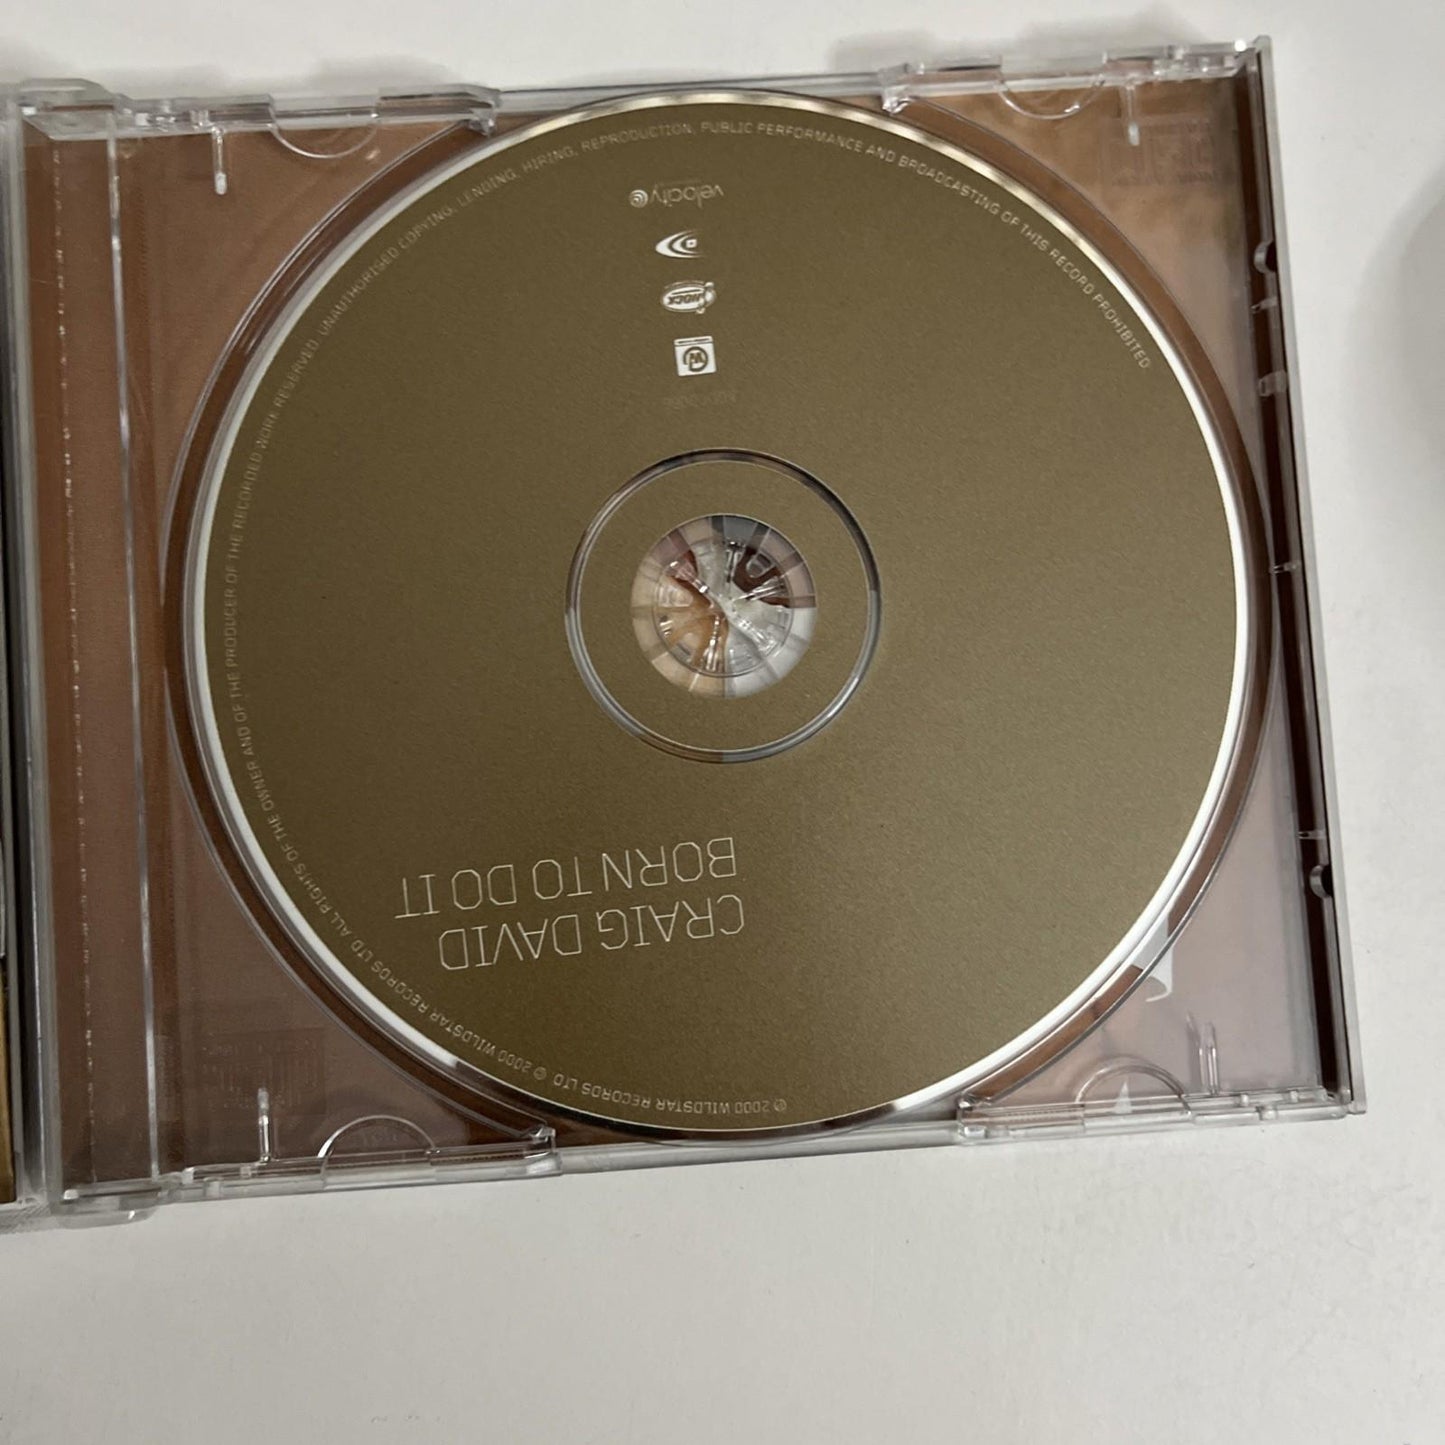 CRAIG DAVID
BORN TO DO IT
velocity
SHOCK
W
℗ 2000 WILDSTAR RECORDS LTD © 2000 WILDSTAR RECORDS LTD ALL RIGHTS OF THE OWNER AND OF THE PRODUCER OF THE RECORDED WORK RESERVED. UNAUTHORISED COPYING, LENDING, HIRING, REPRODUCTION, PUBLIC PERFORMANCE AND BROADCASTING OF THIS RECORD PROHIBITED.